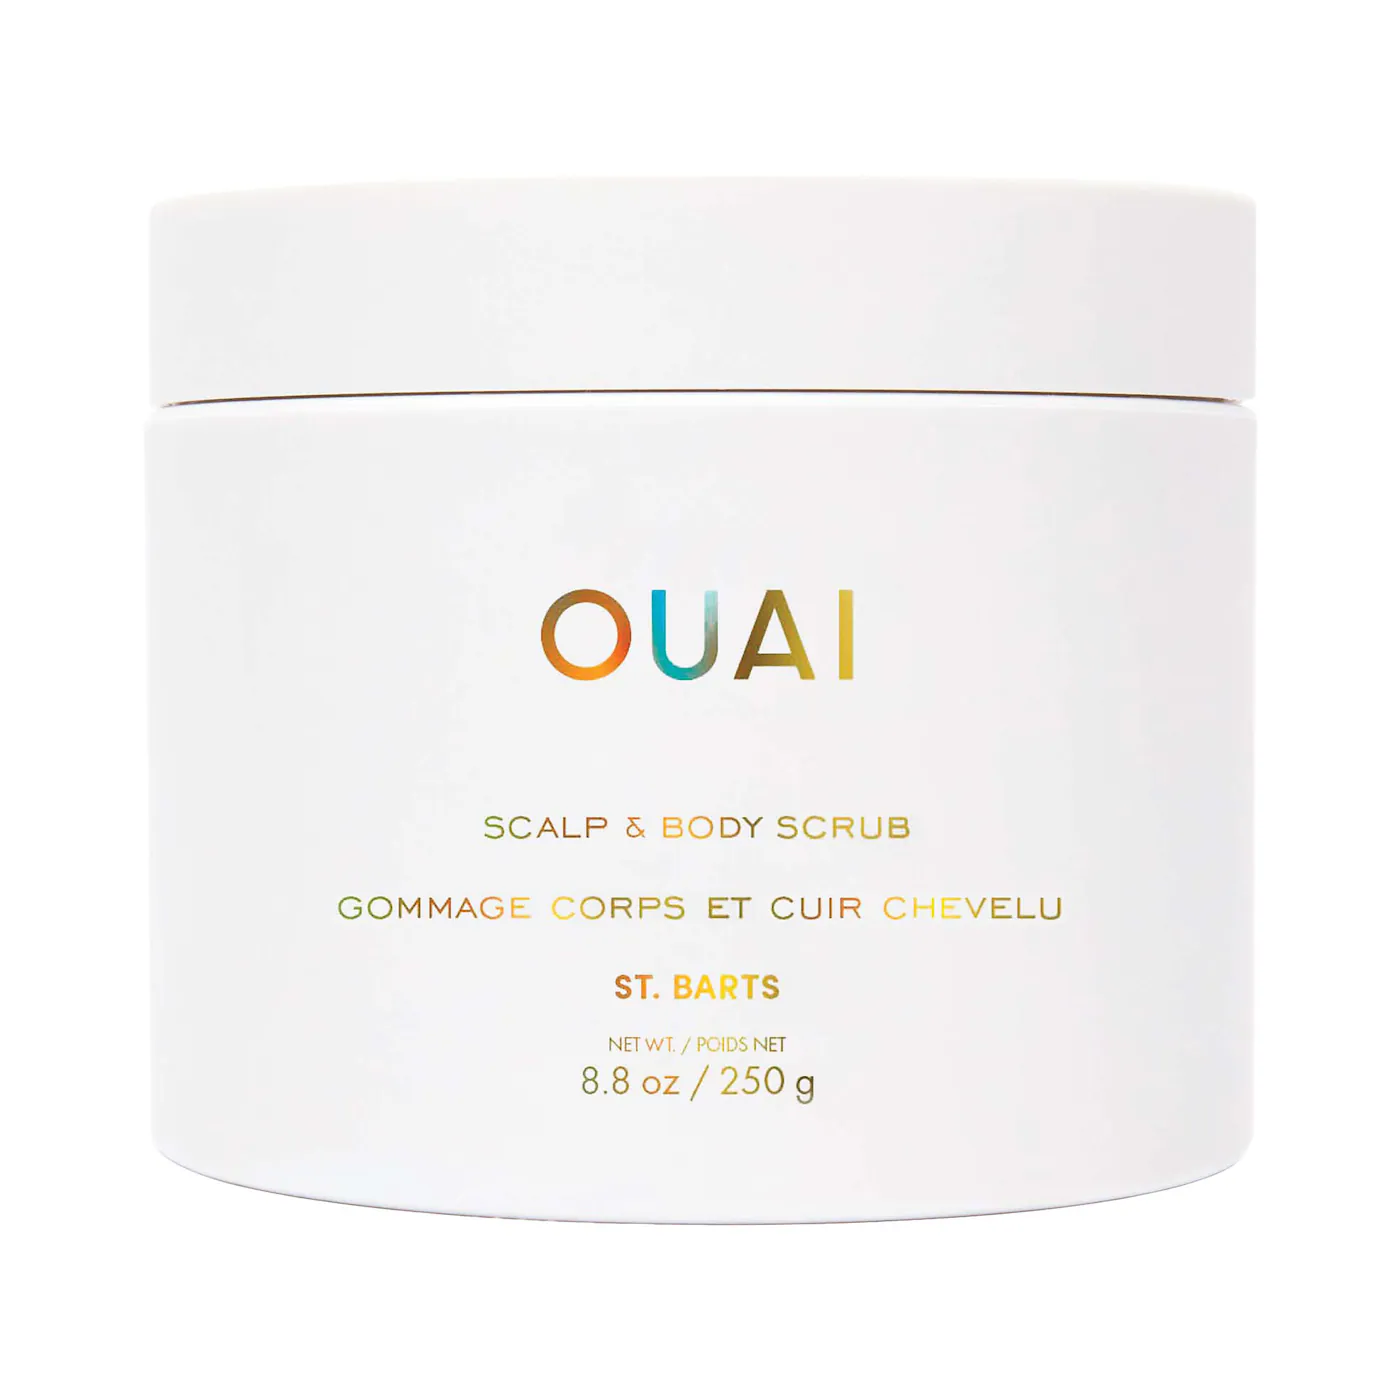 OUAI
SCALP & BODY SCRUB
GOMMAGE CORPS ET CUIR CHEVELU
ST. BARTS
NET WT. / POIDS NET
8.8 oz / 250 g